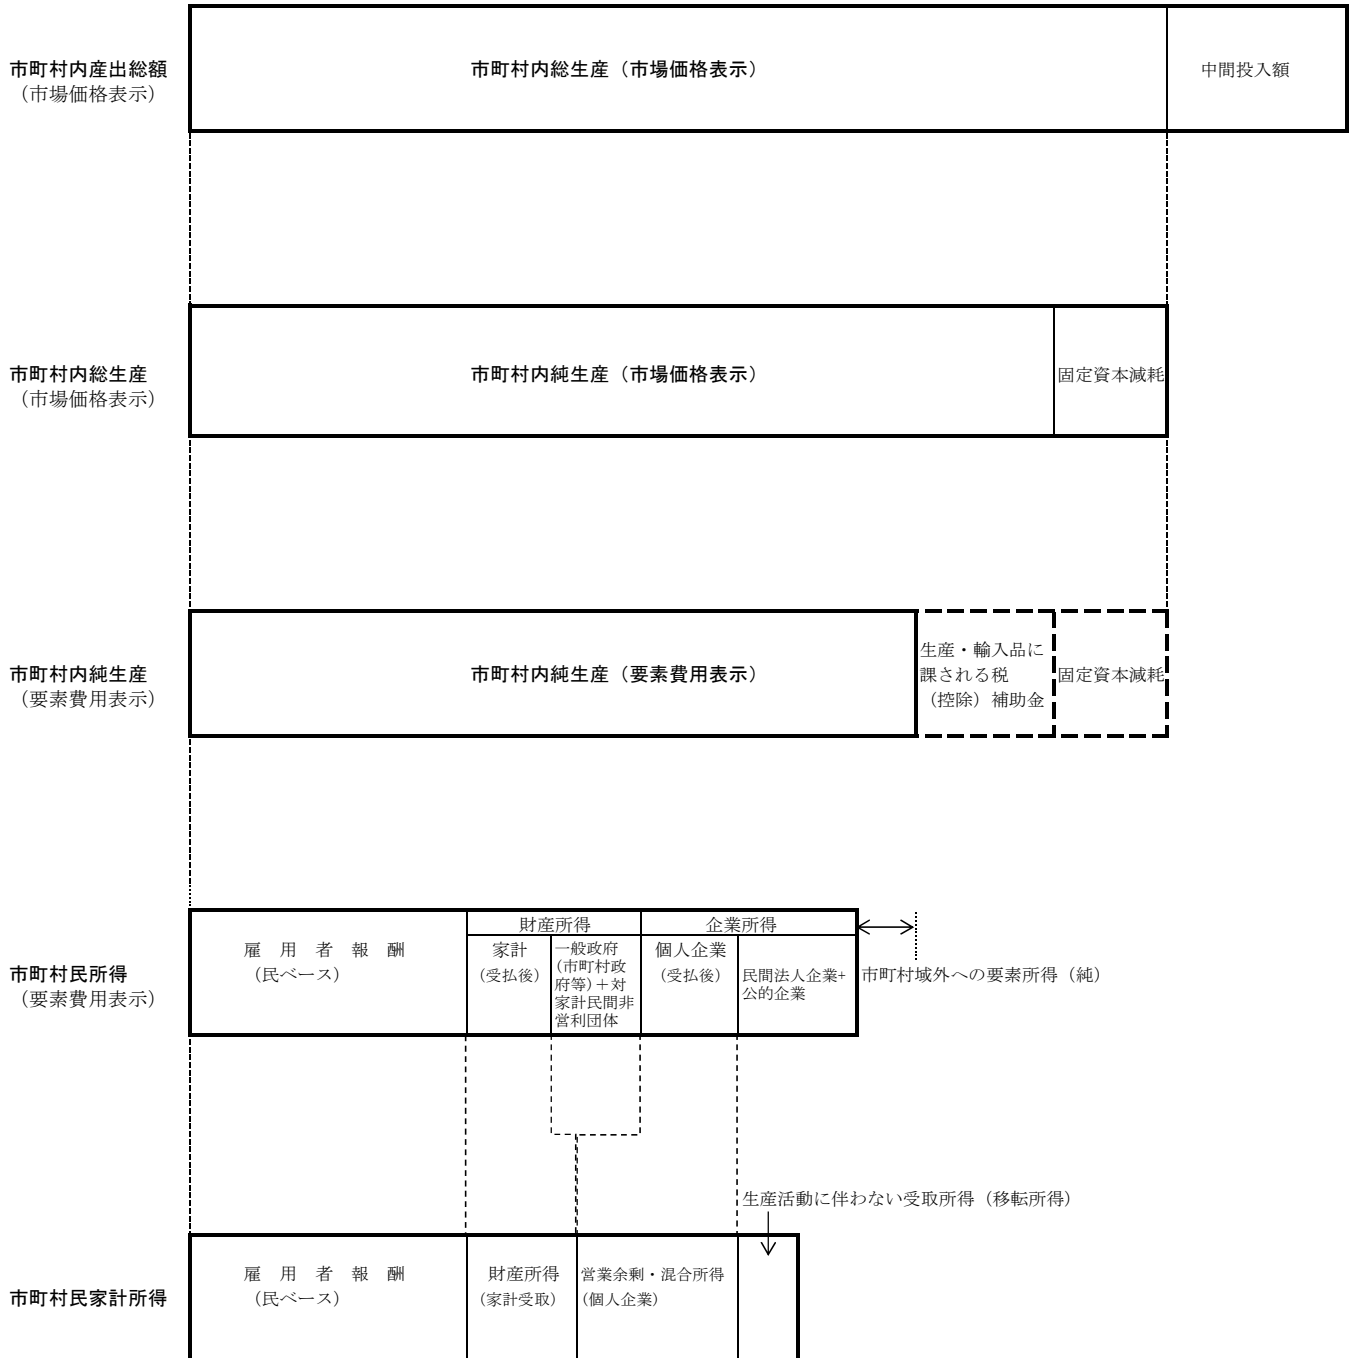 市町村内産出総額
（市場価格表示）
市町村内総生産（市場価格表示）
中間投入額
市町村内総生産
（市場価格表示）
市町村内純生産（市場価格表示）
固定資本減耗
市町村内純生産
（要素費用表示）
市町村内純生産（要素費用表示）
生産・輸入品に
課される税
（控除）補助金
固定資本減耗
市町村民所得
（要素費用表示）
雇　用　者　報　酬
（民ベース）
財産所得
家計
(受払後)
一般政府
(市町村政
府等)＋対
家計民間非
営利団体
企業所得
個人企業
(受払後)
民間法人企業+
公的企業
市町村域外への要素所得（純）
生産活動に伴わない受取所得（移転所得）
市町村民家計所得
雇　用　者　報　酬
（民ベース）
財産所得
(家計受取)
営業余剰・混合所得
(個人企業)